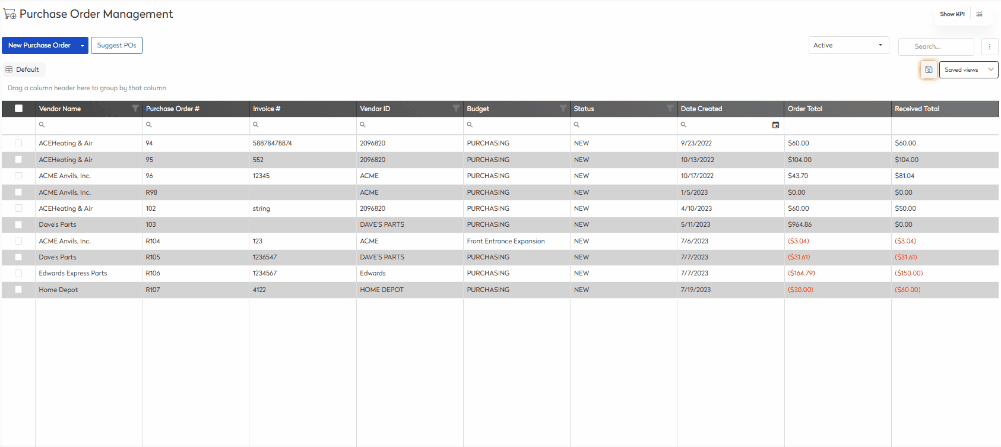 Purchase Order Management
Show KPI
New Purchase Order Suggest POs Active Search...
Default Saved views
Drag a column header here to group by that column
Vendor Name Purchase Order # Invoice # Vendor ID Budget Status Date Created Order Total Received Total
ACEHeating & Air 94 58878478874 2096820 PURCHASING NEW 9/23/2022 $60.00 $60.00
ACEHeating & Air 95 552 2096820 PURCHASING NEW 10/13/2022 $104.00 $104.00
ACME Anvils, Inc. 96 12345 ACME PURCHASING NEW 10/17/2022 $43.70 $81.04
ACME Anvils, Inc. R98 ACME PURCHASING NEW 1/5/2023 $0.00 $0.00
ACEHeating & Air 102 string 2096820 PURCHASING NEW 4/10/2023 $60.00 $50.00
Dave's Parts 103 DAVE'S PARTS PURCHASING NEW 5/11/2023 $964.86 $0.00
ACME Anvils, Inc. R104 123 ACME Front Entrance Expansion NEW 7/6/2023 ($3.04) ($3.04)
Dave's Parts R105 1236547 DAVE'S PARTS PURCHASING NEW 7/7/2023 ($31.61) ($31.61)
Edwards Express Parts R106 1234567 Edwards PURCHASING NEW 7/7/2023 ($164.79) ($150.00)
Home Depot R107 4122 HOME DEPOT PURCHASING NEW 7/19/2023 ($30.00) ($60.00)